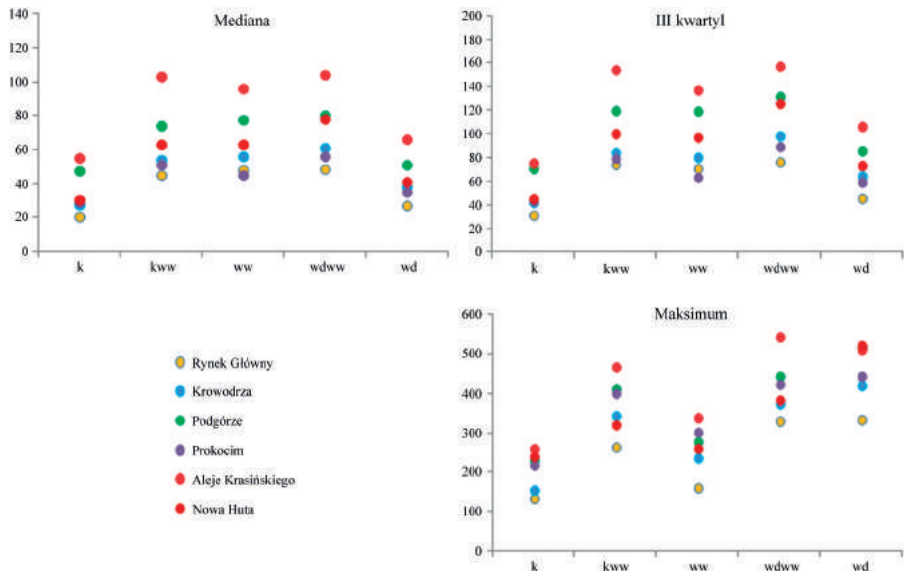 Mediana
140
120
100
80
60
40
20
0
k kww ww wdww wd
III kwartyl
200
180
160
140
120
100
80
60
40
20
0
k kww ww wdww wd
Rynek Główny
Krowodrza
Podgórze
Prokocim
Aleje Krasińskiego
Nowa Huta
Maksimum
600
500
400
300
200
100
0
k kww ww wdww wd